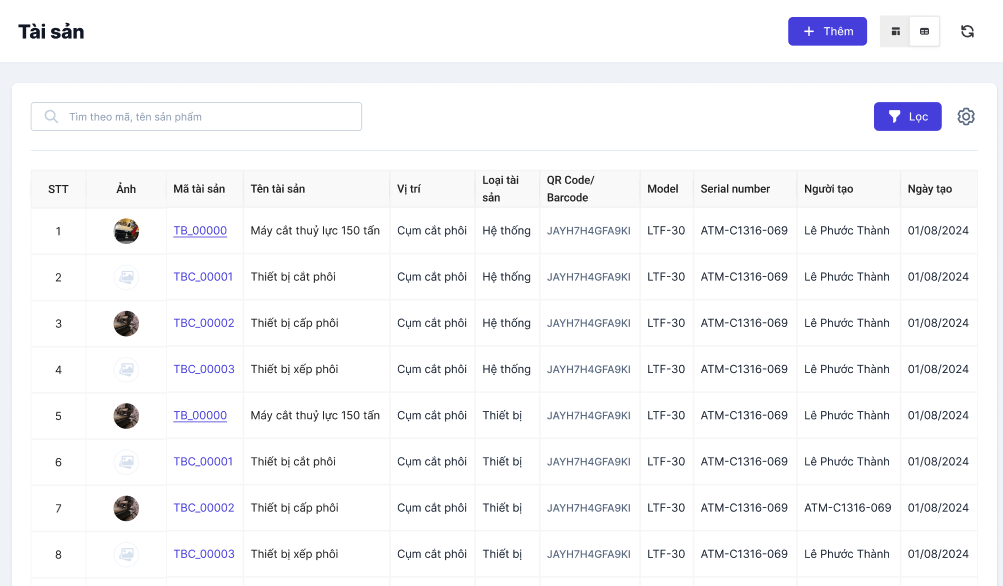 Tài sản
Thêm
Tìm theo mã, tên sản phẩm
Lọc
STT Ảnh Mã tài sản Tên tài sản Vị trí Loại tài sản QR Code/ Barcode Model Serial number Người tạo Ngày tạo
1 TB_00000 Máy cắt thuỷ lực 150 tấn Cụm cắt phôi Hệ thống JAYH7H4GFA9KI LTF-30 ATM-C1316-069 Lê Phước Thành 01/08/2024
2 TBC_00001 Thiết bị cắt phôi Cụm cắt phôi Hệ thống JAYH7H4GFA9KI LTF-30 ATM-C1316-069 Lê Phước Thành 01/08/2024
3 TBC_00002 Thiết bị cấp phôi Cụm cắt phôi Hệ thống JAYH7H4GFA9KI LTF-30 ATM-C1316-069 Lê Phước Thành 01/08/2024
4 TBC_00003 Thiết bị xếp phôi Cụm cắt phôi Hệ thống JAYH7H4GFA9KI LTF-30 ATM-C1316-069 Lê Phước Thành 01/08/2024
5 TB_00000 Máy cắt thuỷ lực 150 tấn Cụm cắt phôi Thiết bị JAYH7H4GFA9KI LTF-30 ATM-C1316-069 Lê Phước Thành 01/08/2024
6 TBC_00001 Thiết bị cắt phôi Cụm cắt phôi Thiết bị JAYH7H4GFA9KI LTF-30 ATM-C1316-069 Lê Phước Thành 01/08/2024
7 TBC_00002 Thiết bị cấp phôi Cụm cắt phôi Thiết bị JAYH7H4GFA9KI LTF-30 ATM-C1316-069 ATM-C1316-069 01/08/2024
8 TBC_00003 Thiết bị xếp phôi Cụm cắt phôi Thiết bị JAYH7H4GFA9KI LTF-30 ATM-C1316-069 Lê Phước Thành 01/08/2024